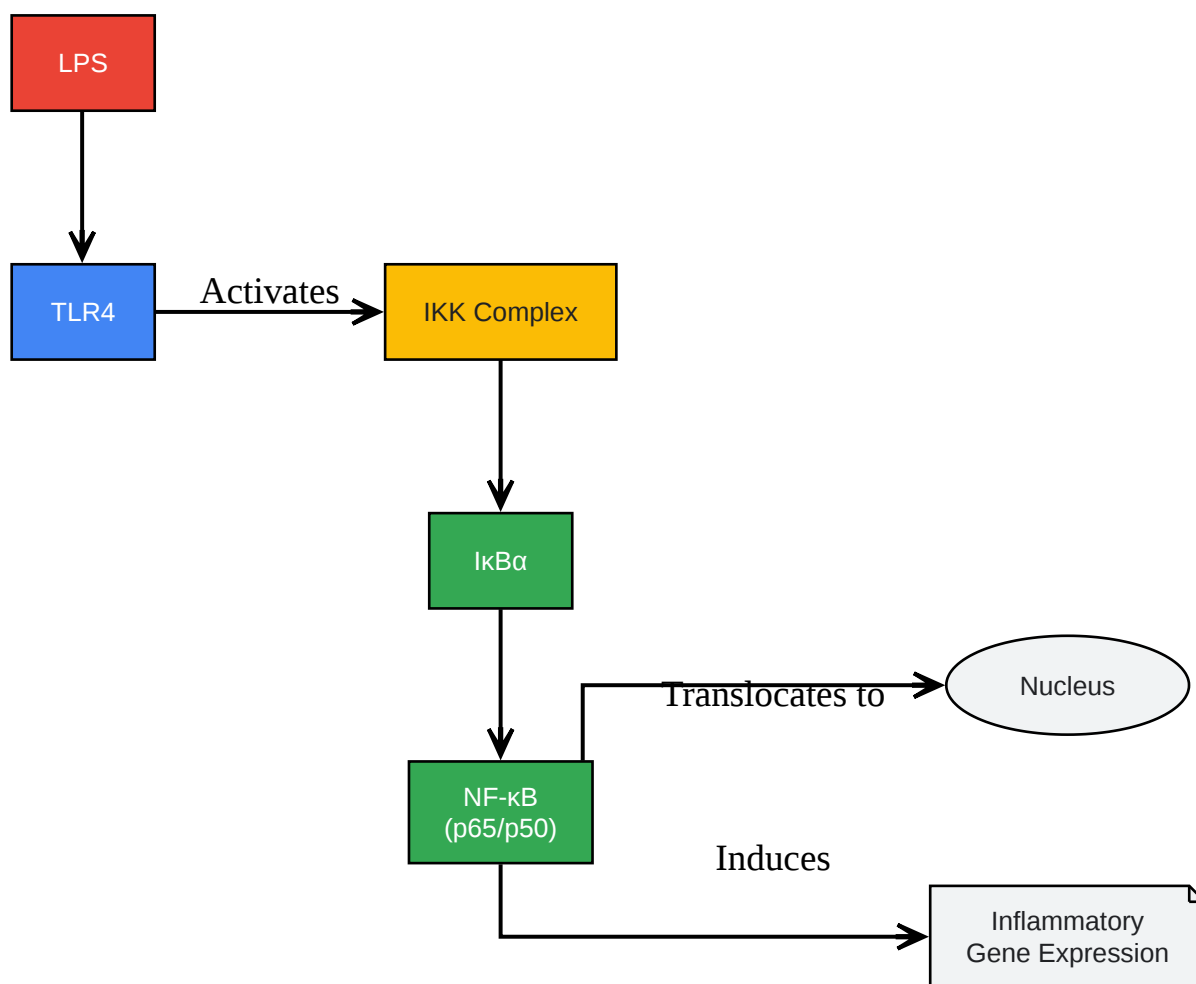 LPS
TLR4
Activates
IKK Complex
IκBα
Translocates to
Nucleus
NF-κB
(p65/p50)
Induces
Inflammatory
Gene Expression